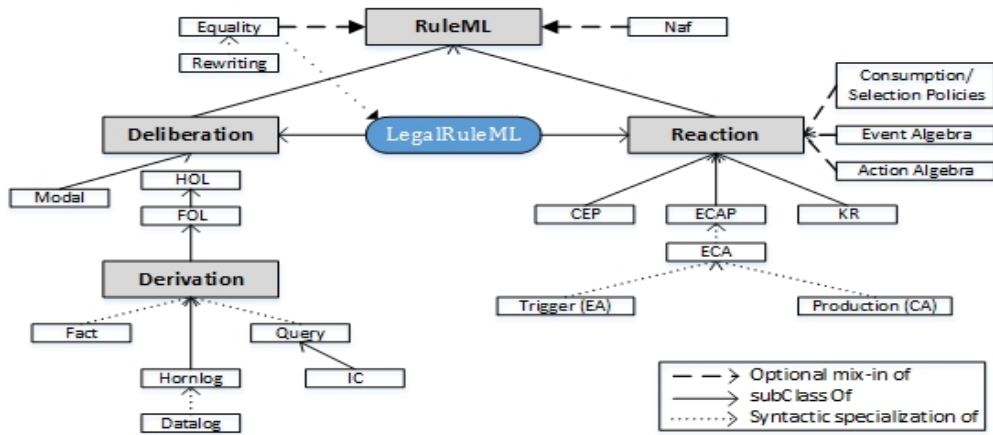 Equality
RuleML
Naf
Rewriting
Consumption/
Selection Policies
Deliberation
LegalRuleML
Reaction
Event Algebra
Action Algebra
HOL
Modal
FOL
CEP
ECAP
KR
ECA
Derivation
Trigger (EA)
Production (CA)
Fact
Query
Hornlog
IC
Datalog
Optional mix-in of
subClass Of
Syntactic specialization of